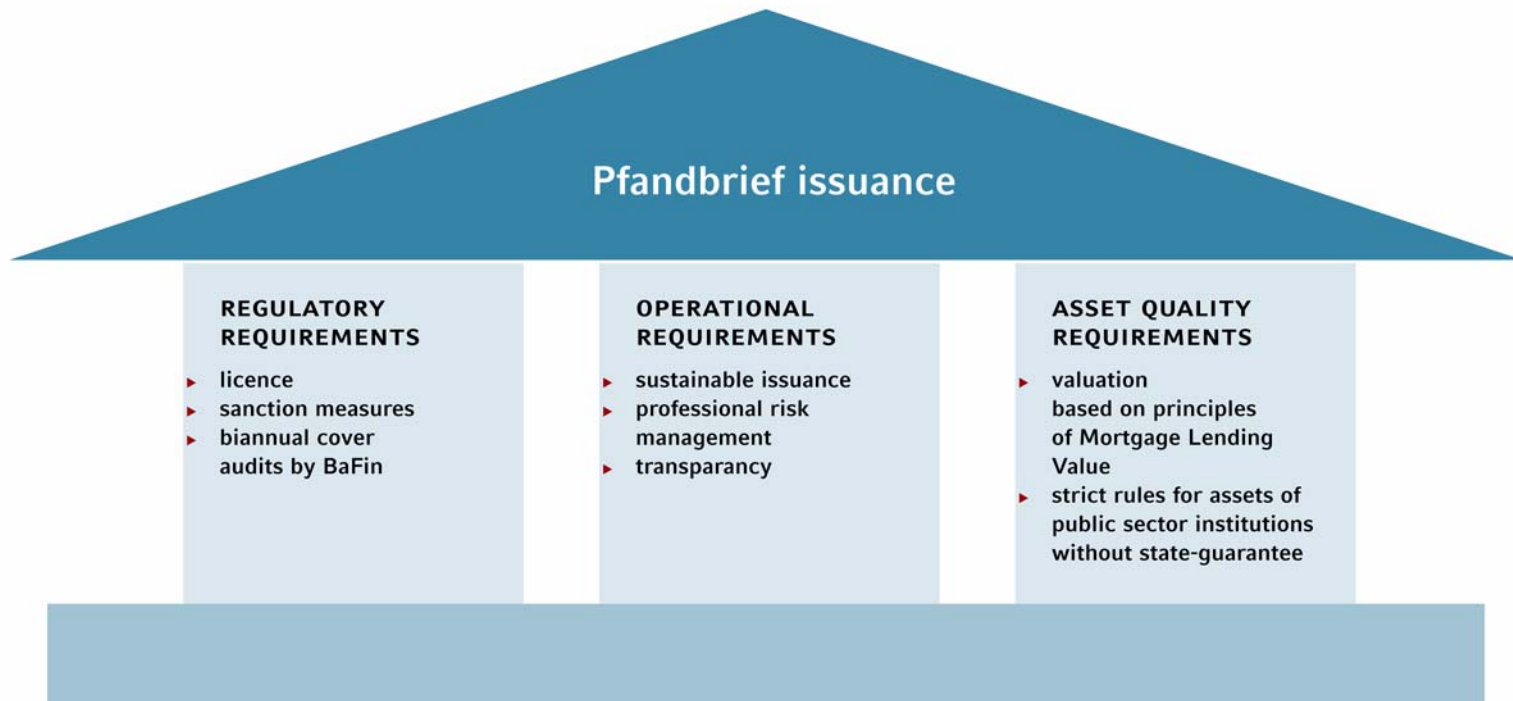 Pfandbrief issuance
REGULATORY
REQUIREMENTS
licence
sanction measures
biannual cover
audits by BaFin
OPERATIONAL
REQUIREMENTS
sustainable issuance
professional risk
management
transparancy
ASSET QUALITY
REQUIREMENTS
valuation
based on principles
of Mortgage Lending
Value
strict rules for assets of
public sector institutions
without state-guarantee